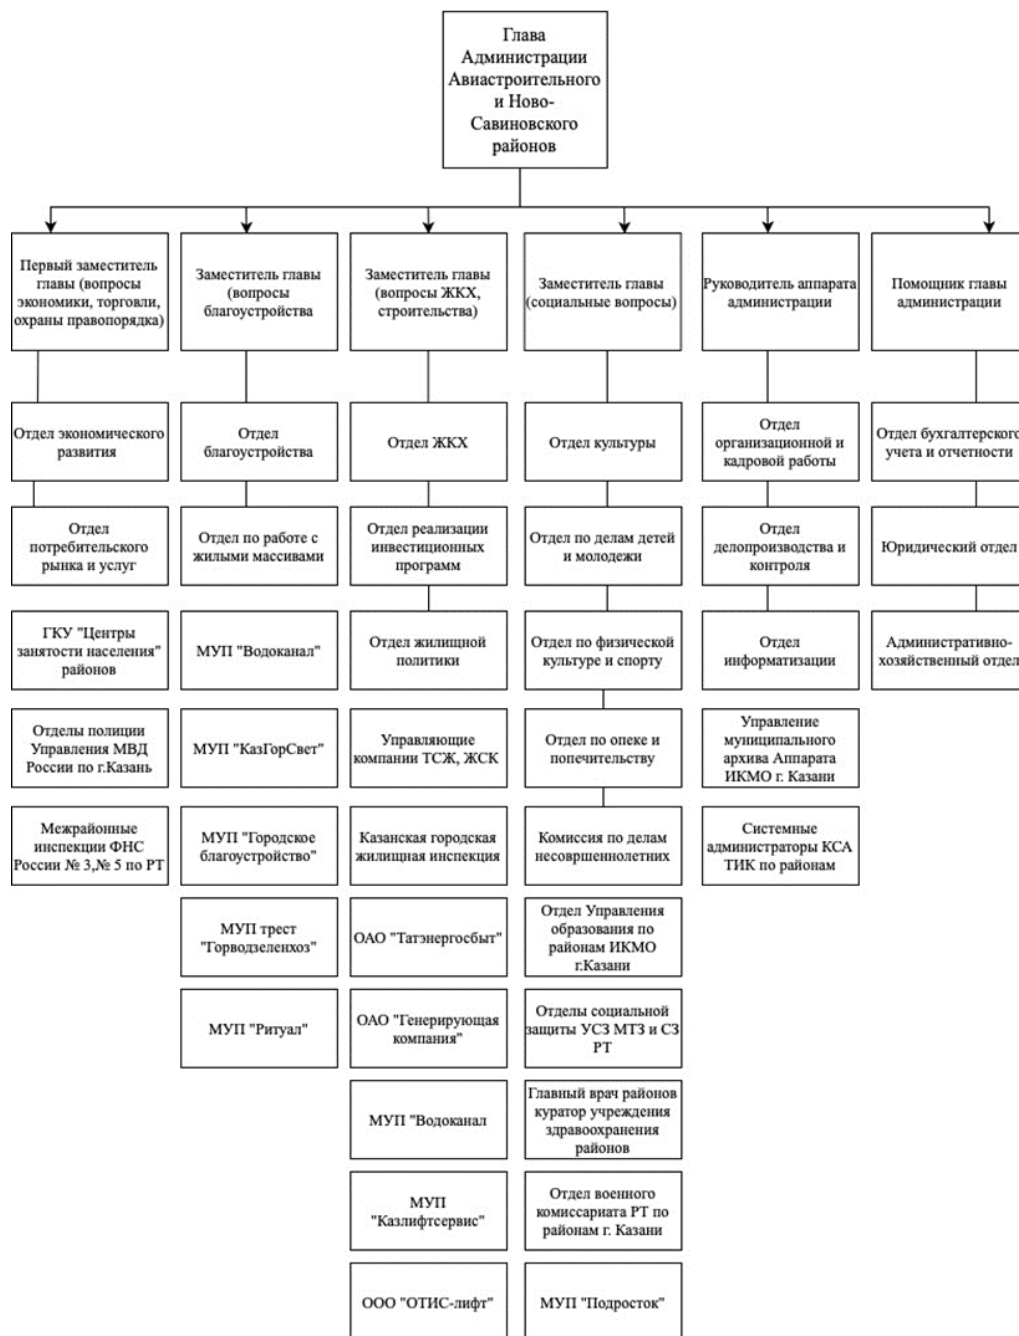 Глава
Администрации
Авиастроительного
и Ново-
Савиновского
районов
Первый заместитель
главы (вопросы
экономики, торговли,
охраны правопорядка)
Заместитель главы
(вопросы
благоустройства
Заместитель главы
(вопросы ЖКХ,
строительства)
Заместитель главы
(социальные вопросы)
Руководитель аппарата
администрации
Помощник главы
администрации
Отдел экономического
развития
Отдел
благоустройства
Отдел ЖКХ
Отдел культуры
Отдел
организационной и
кадровой работы
Отдел бухгалтерского
учета и отчетности
Отдел
потребительского
рынка и услуг
Отдел по работе с
жилыми массивами
Отдел реализации
инвестиционных
программ
Отдел по делам детей
и молодежи
Отдел
делопроизводства и
контроля
Юридический отдел
ГКУ "Центры
занятости населения"
районов
МУП "Водоканал"
Отдел жилищной
политики
Отдел по физической
культуре и спорту
Отдел
информатизации
Административно-
хозяйственный отдел
Отделы полиции
Управления МВД
России по г.Казань
МУП "КазГорСвет"
Управляющие
компании ТСЖ, ЖСК
Отдел по опеке и
попечительству
Управление
муниципального
архива Аппарата
ИКМО г. Казани
Межрайонные
инспекции ФНС
России № 3,№ 5 по РТ
МУП "Городское
благоустройство"
Казанская городская
жилищная инспекция
Комиссия по делам
несовршеннолетних
Системные
администраторы КСА
ТИК по районам
МУП трест
"Горводзеленхоз"
ОАО "Татэнергосбыт"
Отдел Управления
образования по
районам ИКМО
г.Казани
МУП "Ритуал"
ОАО "Генерирующая
компания"
Отделы социальной
защиты УСЗ МТЗ и СЗ
РТ
МУП "Водоканал
Главный врач районов
куратор учреждения
здравоохранения
районов
МУП
"Казлифтсервис"
Отдел военного
комиссариата РТ по
районам г. Казани
ООО "ОТИС-лифт"
МУП "Подросток"